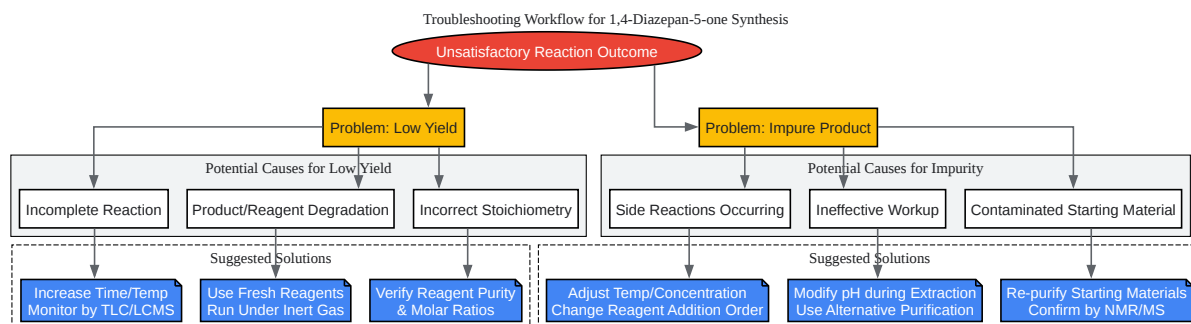 Troubleshooting Workflow for 1,4-Diazepan-5-one Synthesis
Unsatisfactory Reaction Outcome
Problem: Low Yield
Problem: Impure Product
Potential Causes for Low Yield
Potential Causes for Impurity
Incomplete Reaction
Product/Reagent Degradation
Incorrect Stoichiometry
Side Reactions Occurring
Ineffective Workup
Contaminated Starting Material
Suggested Solutions
Suggested Solutions
Increase Time/Temp
Monitor by TLC/LCMS
Use Fresh Reagents
Run Under Inert Gas
Verify Reagent Purity
& Molar Ratios
Adjust Temp/Concentration
Change Reagent Addition Order
Modify pH during Extraction
Use Alternative Purification
Re-purify Starting Materials
Confirm by NMR/MS